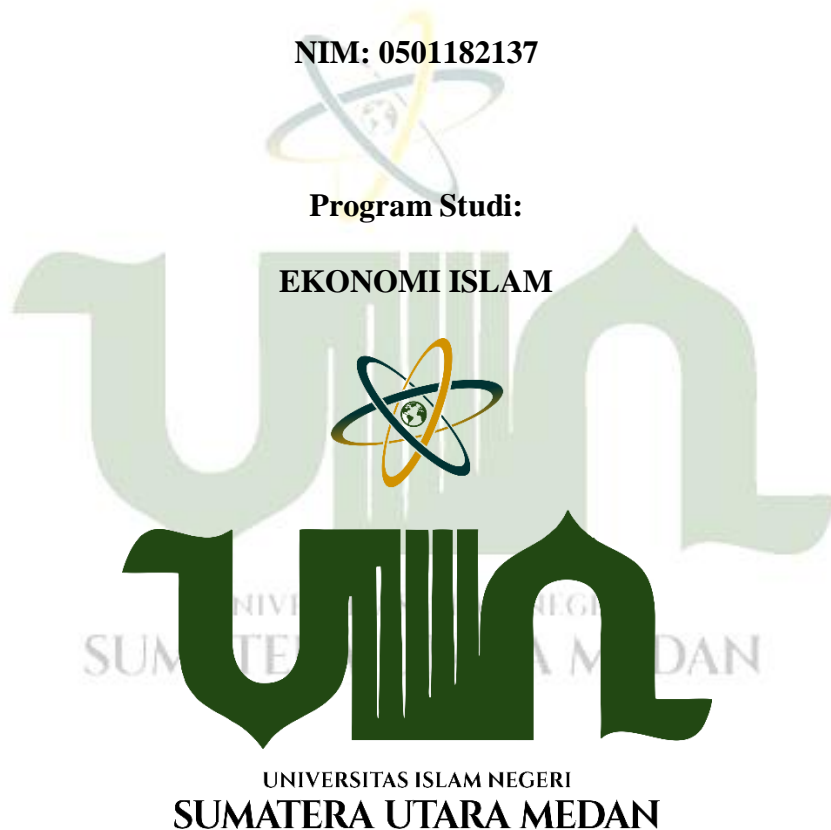 NIM: 0501182137
Program Studi:
EKONOMI ISLAM
UNIVERSITAS ISLAM NEGERI
SUMATERA UTARA MEDAN